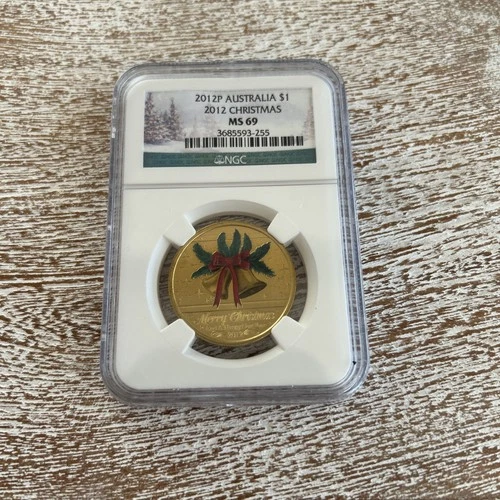 2012P AUSTRALIA $1
2012 CHRISTMAS
MS 69
3685593-255
NGC
Merry Christmas